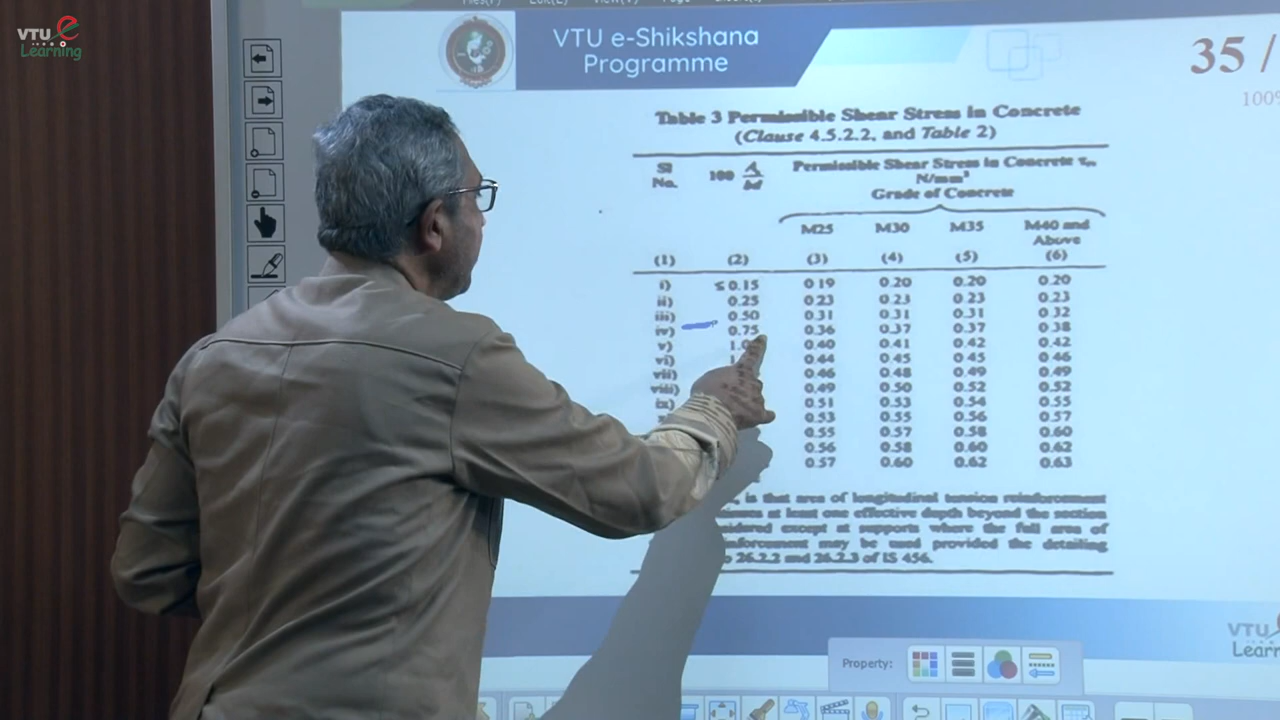 VTU e
Learning
Files(F) Edit(E) View(V) Page
VTU e-Shikshana
Programme
35 /
100%
Table 3 Permissible Shear Stress in Concrete
(Clause 4.5.2.2, and Table 2)
Sl
No.
100
Permissible Shear Stress in Concrete
N/mm²
Grade of Concrete
M25 M30 M35 M40 and
Above
(1) (2) (3) (4) (5) (6)
i) ≤ 0.15 0.19 0.20 0.20 0.20
ii) 0.25 0.23 0.23 0.23 0.23
iii) 0.50 0.31 0.31 0.31 0.32
iv) 0.75 0.36 0.37 0.37 0.38
v) 0.40 0.41 0.42 0.42
vi) 0.44 0.45 0.45 0.46
vii) 0.46 0.48 0.49 0.49
viii) 0.49 0.50 0.52 0.52
ix) 0.51 0.53 0.54 0.55
0.53 0.55 0.56 0.57
0.55 0.57 0.58 0.60
0.56 0.58 0.60 0.62
0.57 0.60 0.62 0.63
is that area of longitudinal tension reinforcement
at least one effective depth beyond the section
except at supports where the full area of
may be used provided the detailing
26.2.2 and 26.2.3 of IS 456.
VTU
Learn
Property: